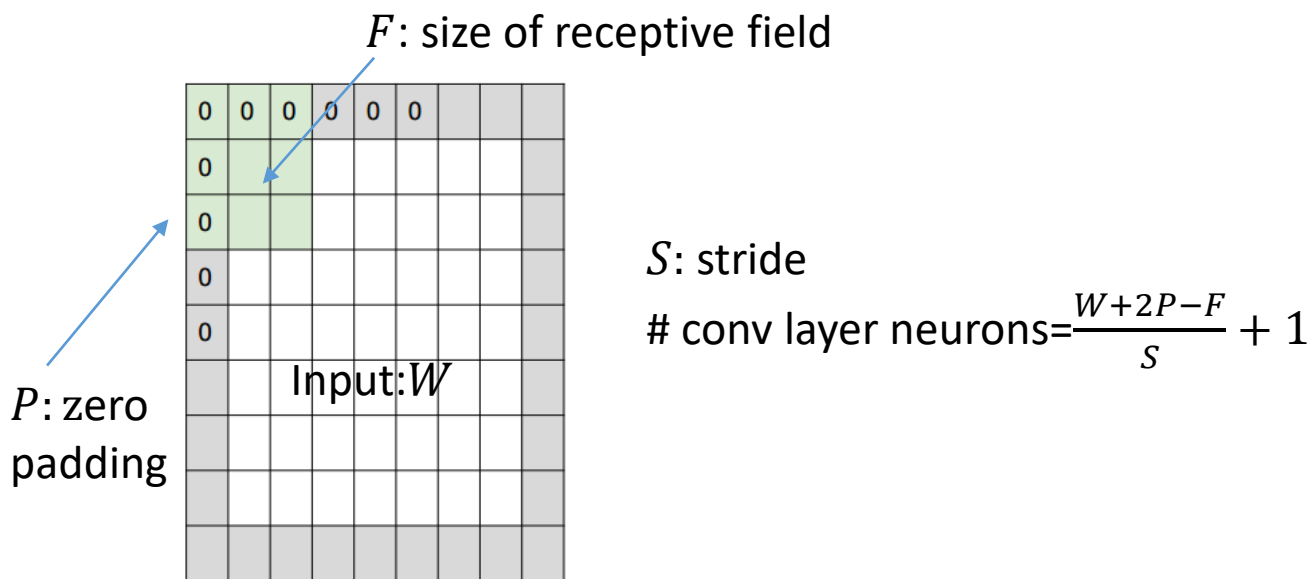 F: size of receptive field
0 0 0 0 0 0
0
0
0
0
Input:W
P: zero
padding
S: stride
# conv layer neurons=\frac{W+2P-F}{S}+1